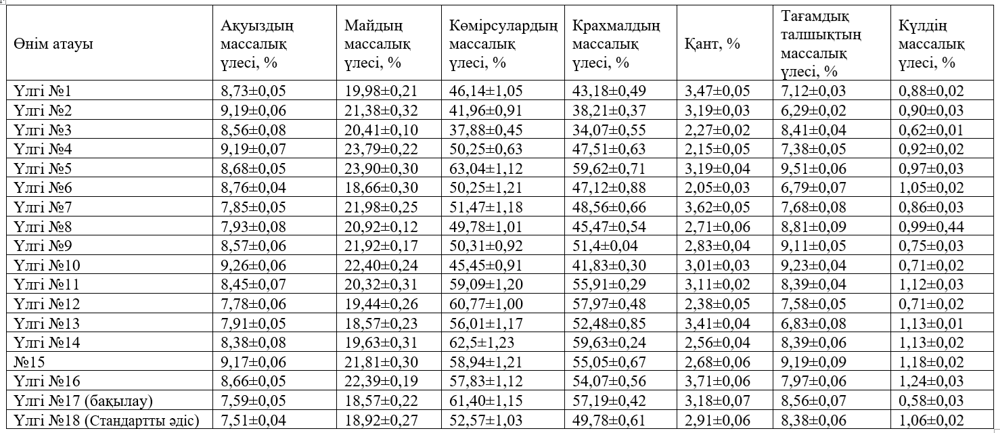 Өнім атауы Ақуыздың массалық үлесі, % Майдың массалық үлесі, % Көмірсулардың массалық үлесі, % Крахмалдың массалық үлесі, % Қант, % Тағамдық талшықтың массалық үлесі, % Күлдің массалық үлесі, %
Үлгі №1 8,73±0,05 19,98±0,21 46,14±1,05 43,18±0,49 3,47±0,05 7,12±0,03 0,88±0,02
Үлгі №2 9,19±0,06 21,38±0,32 41,96±0,91 38,21±0,37 3,19±0,03 6,29±0,02 0,90±0,03
Үлгі №3 8,56±0,08 20,41±0,10 37,88±0,45 34,07±0,55 2,27±0,02 8,41±0,04 0,62±0,01
Үлгі №4 9,19±0,07 23,79±0,22 50,25±0,63 47,51±0,63 2,15±0,05 7,38±0,05 0,92±0,02
Үлгі №5 8,68±0,05 23,90±0,30 63,04±1,12 59,62±0,71 3,19±0,04 9,51±0,06 0,97±0,03
Үлгі №6 8,76±0,04 18,66±0,30 50,25±1,21 47,12±0,88 2,05±0,03 6,79±0,07 1,05±0,02
Үлгі №7 7,85±0,05 21,98±0,25 51,47±1,18 48,56±0,66 3,62±0,05 7,68±0,08 0,86±0,03
Үлгі №8 7,93±0,08 20,92±0,12 49,78±1,01 45,47±0,54 2,71±0,06 8,81±0,09 0,99±0,44
Үлгі №9 8,57±0,06 21,92±0,17 50,31±0,92 51,4±0,04 2,83±0,04 9,11±0,05 0,75±0,03
Үлгі №10 9,26±0,06 22,40±0,24 45,45±0,91 41,83±0,30 3,01±0,03 9,23±0,04 0,71±0,02
Үлгі №11 8,45±0,07 20,32±0,31 59,09±1,20 55,91±0,29 3,11±0,02 8,39±0,04 1,12±0,03
Үлгі №12 7,78±0,06 19,44±0,26 60,77±1,00 57,97±0,48 2,38±0,05 7,58±0,05 0,71±0,02
Үлгі №13 7,91±0,05 18,57±0,23 56,01±1,17 52,48±0,85 3,41±0,04 6,83±0,08 1,13±0,01
Үлгі №14 8,38±0,08 19,63±0,31 62,5±1,23 59,63±0,24 2,56±0,04 8,39±0,06 1,13±0,02
№15 9,17±0,06 21,81±0,30 58,94±1,21 55,05±0,67 2,68±0,06 9,19±0,09 1,18±0,02
Үлгі №16 8,66±0,05 22,39±0,19 57,83±1,12 54,07±0,56 3,71±0,06 7,97±0,06 1,24±0,03
Үлгі №17 (бақылау) 7,59±0,05 18,57±0,22 61,40±1,15 57,19±0,42 3,18±0,07 8,56±0,07 0,58±0,03
Үлгі №18 (Стандартты әдіс) 7,51±0,04 18,92±0,27 52,57±1,03 49,78±0,61 2,91±0,06 8,38±0,06 1,06±0,02